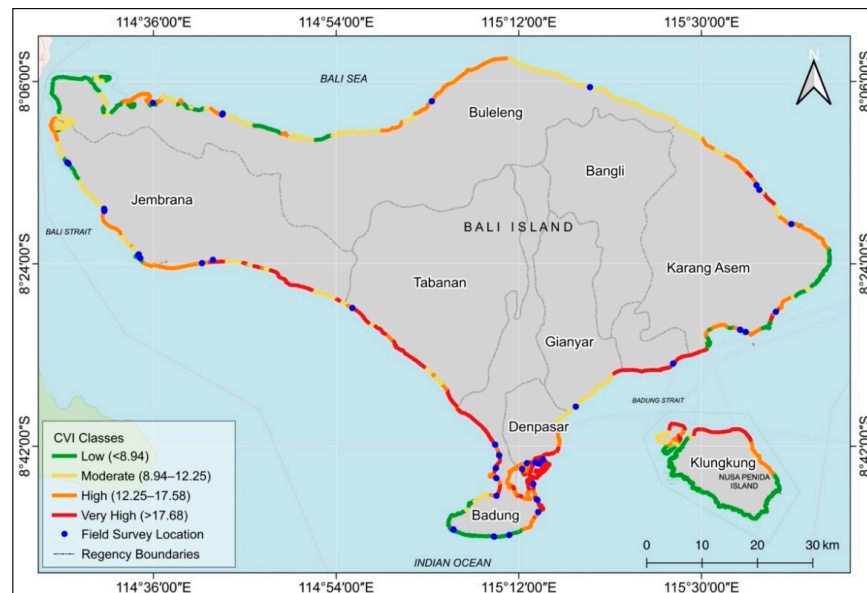 114°36'00"E 114°54'00"E 115°12'00"E 115°30'00"E
8°06'00"S
8°06'00"S
N
BALI SEA
Buleleng
Bangli
Jembrana
BALI STRAIT
BALI ISLAND
8°24'00"S
8°24'00"S
Tabanan
Karang Asem
Gianyar
BADUNG STRAIT
Denpasar
8°42'00"S
8°42'00"S
Klungkung
NUSA PENIDA
ISLAND
Badung
INDIAN OCEAN
CVI Classes
Low (<8.94)
Moderate (8.94–12.25)
High (12.25–17.58)
Very High (>17.68)
Field Survey Location
Regency Boundaries
0 10 20 30 km
114°36'00"E 114°54'00"E 115°12'00"E 115°30'00"E